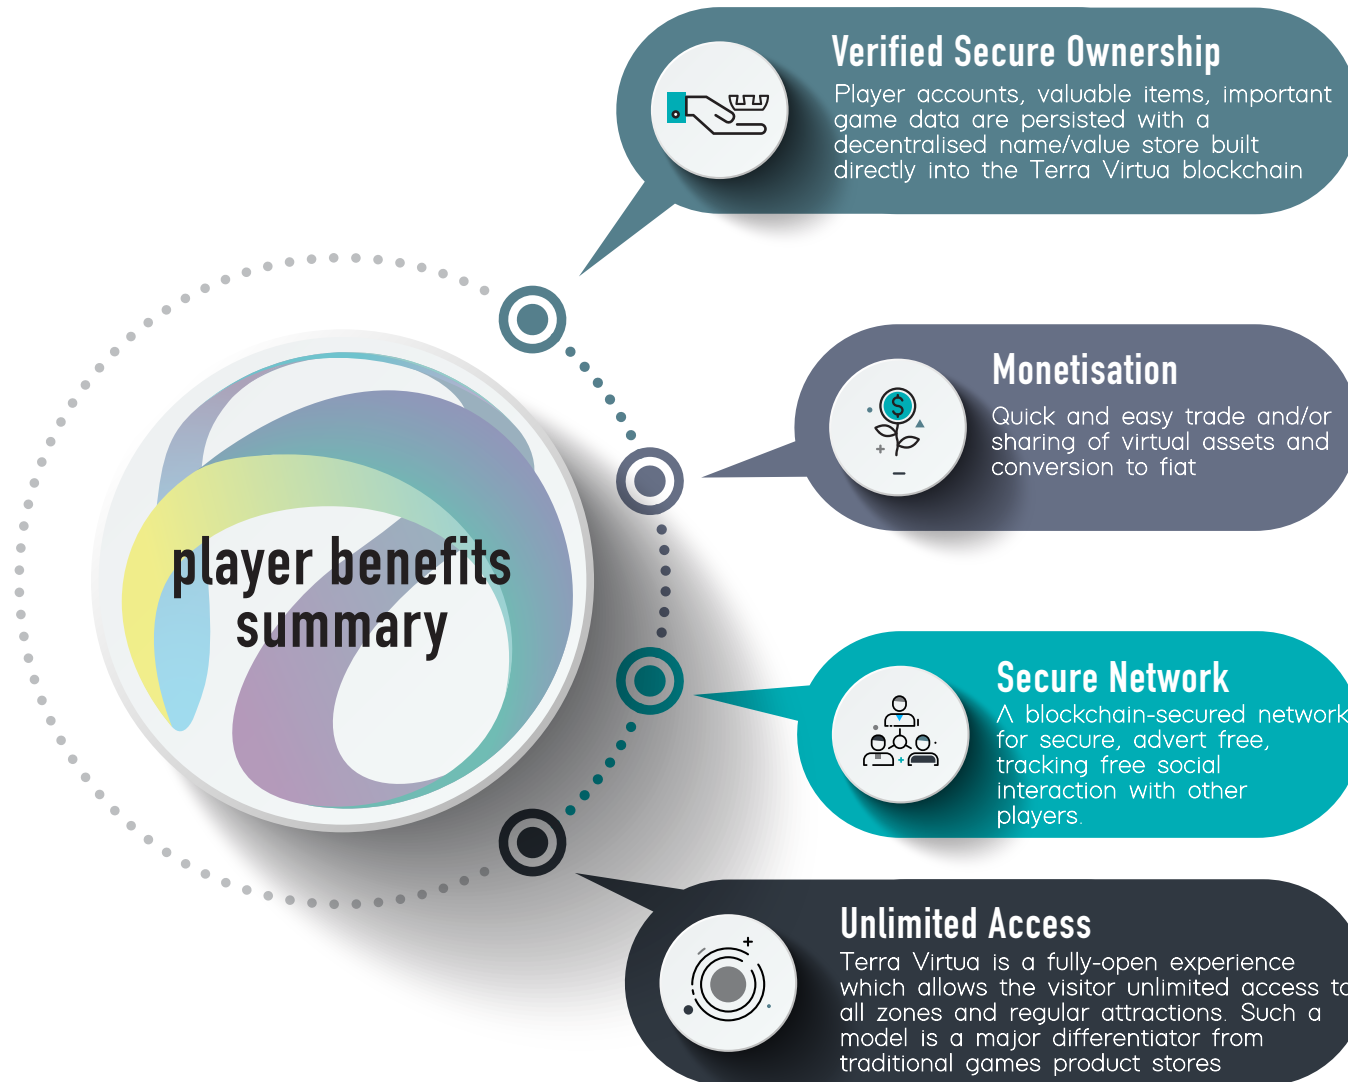 Verified Secure Ownership
Player accounts, valuable items, important
game data are persisted with a
decentralised name/value store built
directly into the Terra Virtua blockchain
Monetisation
Quick and easy trade and/or
sharing of virtual assets and
conversion to fiat
player benefits
summary
Secure Network
A blockchain-secured network
for secure, advert free,
tracking free social
interaction with other
players.
Unlimited Access
Terra Virtua is a fully-open experience
which allows the visitor unlimited access to
all zones and regular attractions. Such a
model is a major differentiator from
traditional games product stores